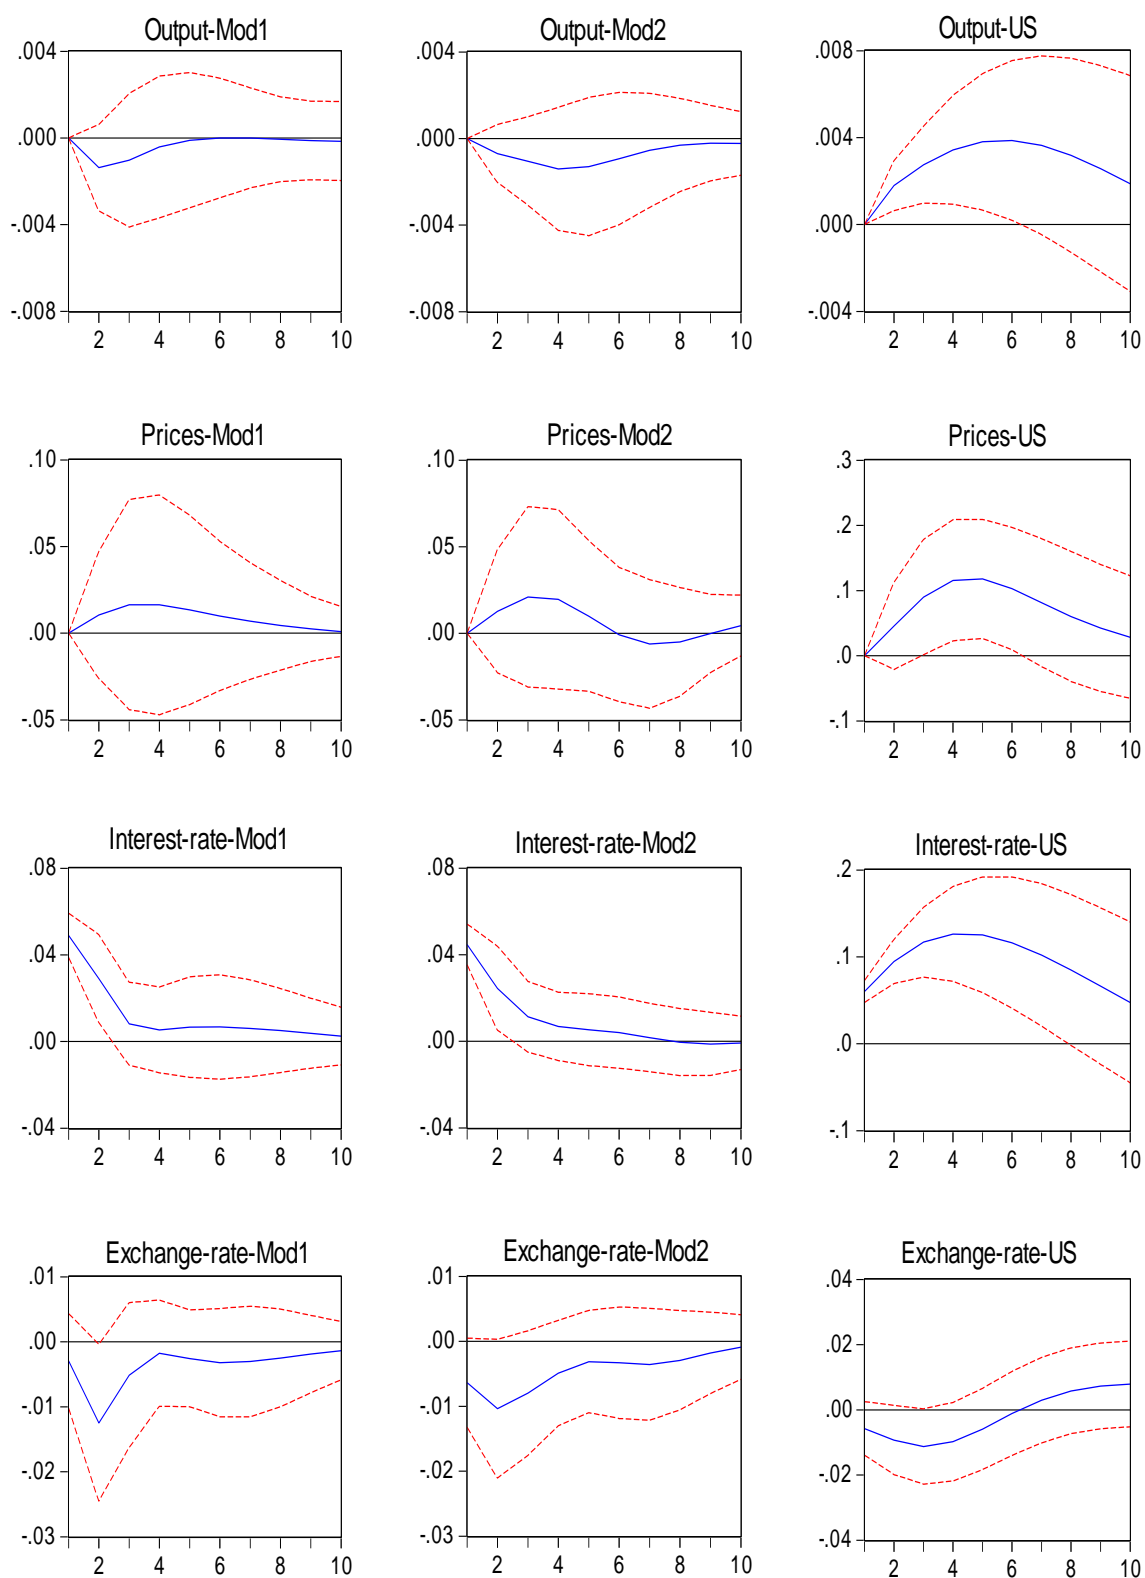 Output-Mod1 Output-Mod2 Output-US
.004 .004 .008
.000 .000 .004
-.004 -.004 .000
-.008 -.008 -.004
2 4 6 8 10 2 4 6 8 10 2 4 6 8 10
Prices-Mod1 Prices-Mod2 Prices-US
.10 .10 .3
.2
.05 .05
.1
.00 .00 .0
-.05 -.05 -.1
2 4 6 8 10 2 4 6 8 10 2 4 6 8 10
Interest-rate-Mod1 Interest-rate-Mod2 Interest-rate-US
.08 .08 .2
.04 .04 .1
.00 .00 .0
-.04 -.04 -.1
2 4 6 8 10 2 4 6 8 10 2 4 6 8 10
Exchange-rate-Mod1 Exchange-rate-Mod2 Exchange-rate-US
.01 .01 .04
.00 .00 .02
-.01 -.01 .00
-.02 -.02 -.02
-.03 -.03 -.04
2 4 6 8 10 2 4 6 8 10 2 4 6 8 10